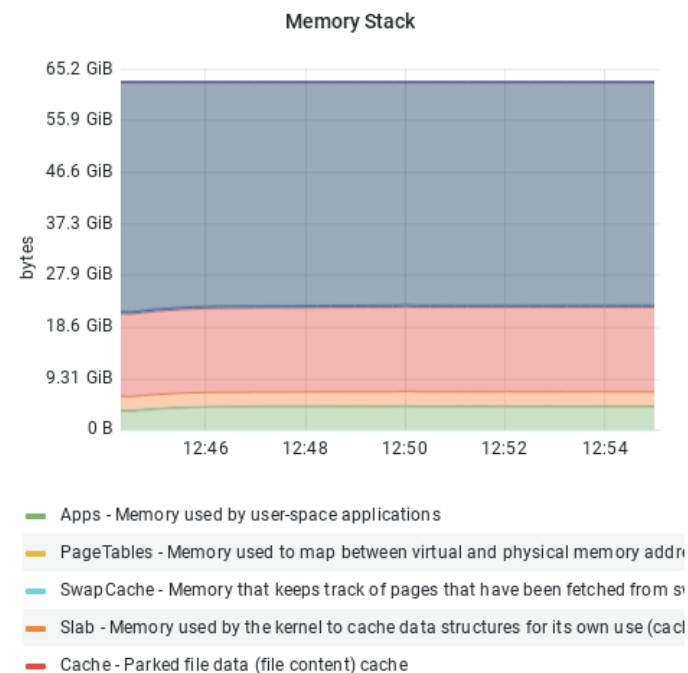 Memory Stack
65.2 GiB
55.9 GiB
46.6 GiB
37.3 GiB
27.9 GiB
18.6 GiB
9.31 GiB
0 B
bytes
12:46 12:48 12:50 12:52 12:54
Apps - Memory used by user-space applications
PageTables - Memory used to map between virtual and physical memory addre
SwapCache - Memory that keeps track of pages that have been fetched from sw
Slab - Memory used by the kernel to cache data structures for its own use (cach
Cache - Parked file data (file content) cache